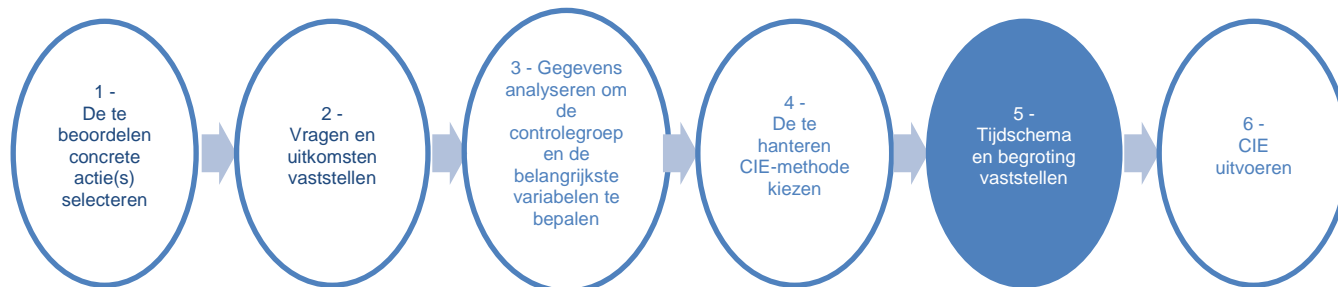 1 -
De te
beoordelen
concrete
actie(s)
selecteren
2 -
Vragen en
uitkomsten
vaststellen
3 - Gegevens
analyseren om
de
controlegroep
en de
belangrijkste
variabelen te
bepalen
4 -
De te
hanteren
CIE-methode
kiezen
5 -
Tijdschema
en begroting
vaststellen
6 -
CIE
uitvoeren